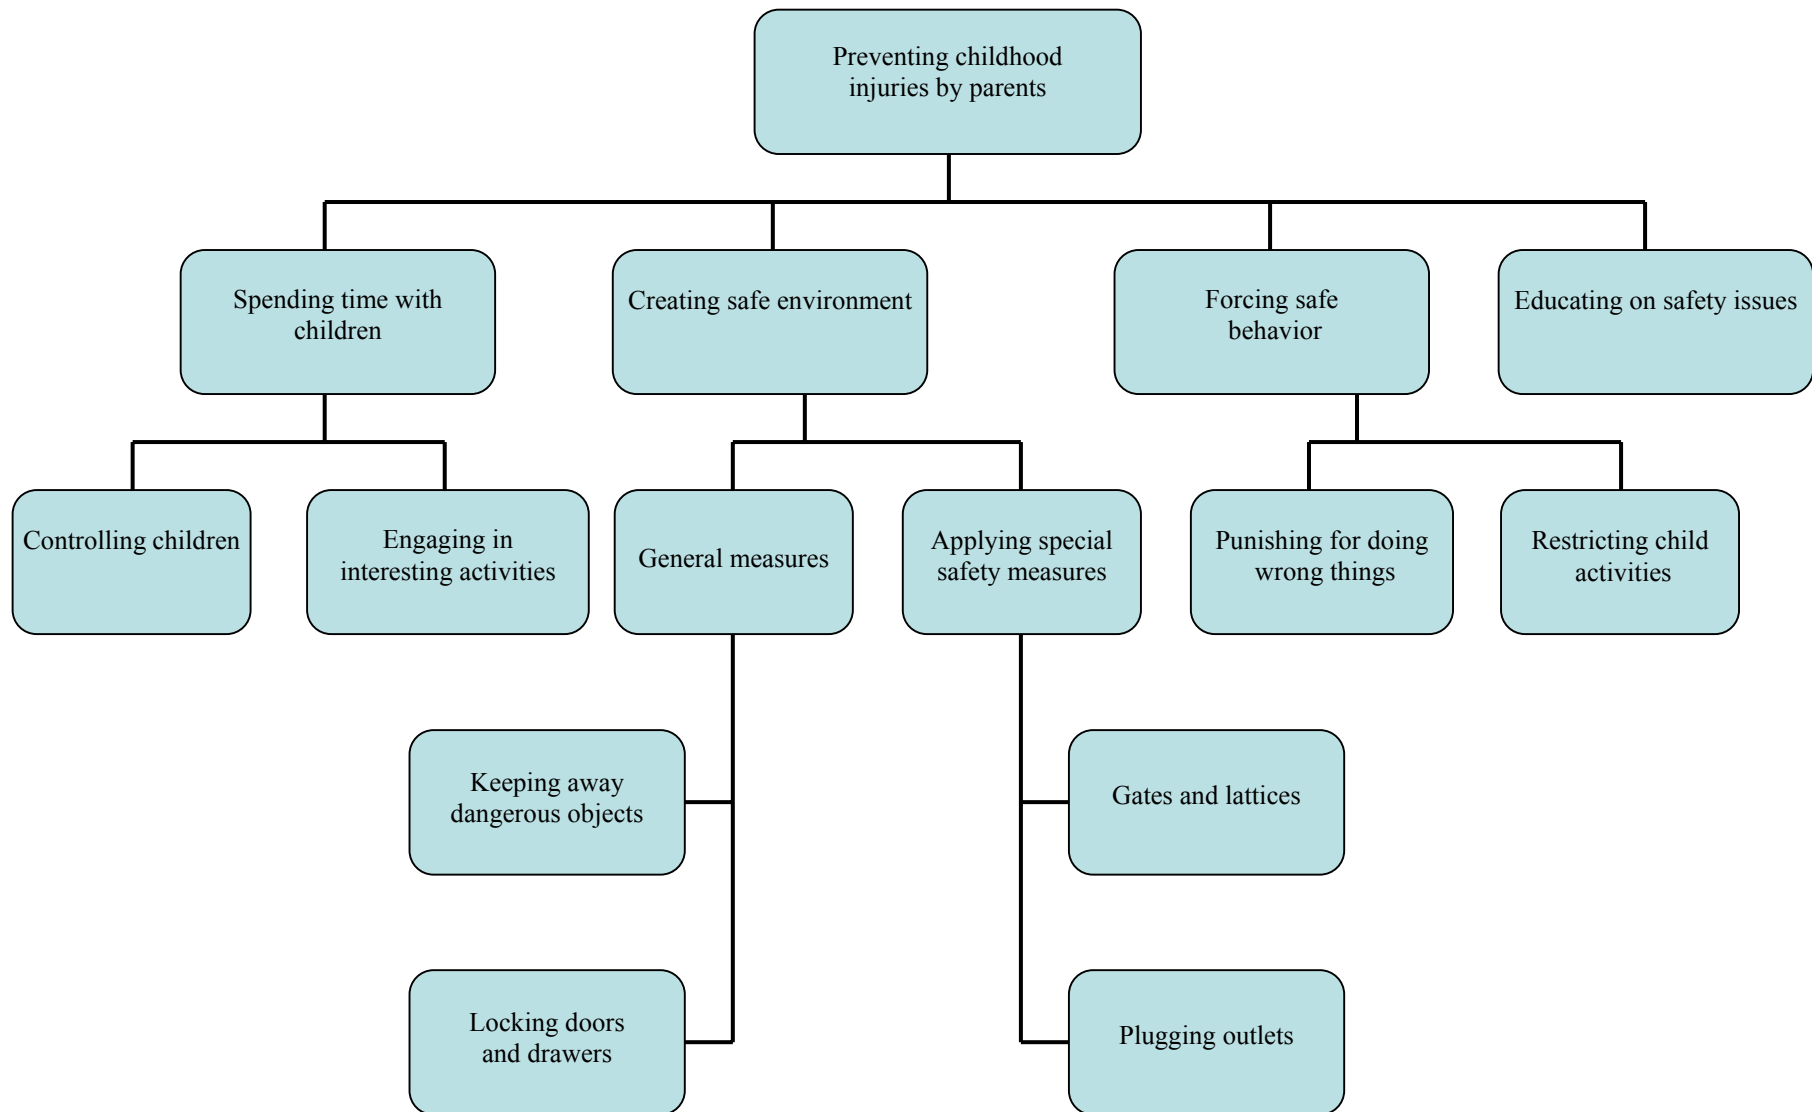 Preventing childhood
injuries by parents
Spending time with
children
Creating safe environment
Forcing safe
behavior
Educating on safety issues
Controlling children
Engaging in
interesting activities
General measures
Applying special
safety measures
Punishing for doing
wrong things
Restricting child
activities
Keeping away
dangerous objects
Gates and lattices
Locking doors
and drawers
Plugging outlets